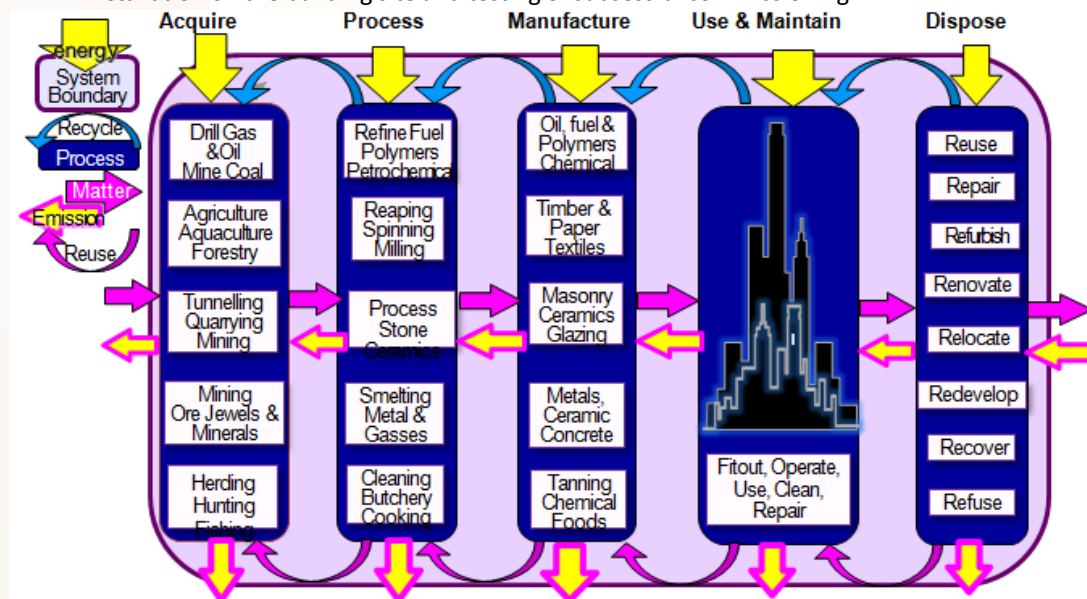 Acquire
Process
Manufacture
Use & Maintain
Dispose
energy
System
Boundary
Recycle
Process
Matter
Emission
Reuse
Drill Gas
&Oil
Mine Coal
Agriculture
Aquaculture
Forestry
Tunnelling
Quarrying
Mining
Mining
Ore Jewels &
Minerals
Herding
Hunting
Fishing
Refine Fuel
Polymers
Petrochemical
Reaping
Spinning
Milling
Process
Stone
Ceramics
Smelting
Metal &
Gasses
Cleaning
Butchery
Cooking
Oil, fuel &
Polymers
Chemical
Timber &
Paper
Textiles
Masonry
Ceramics
Glazing
Metals,
Ceramic
Concrete
Tanning
Chemical
Foods
Fitout, Operate,
Use, Clean,
Repair
Reuse
Repair
Refurbish
Renovate
Relocate
Redevelop
Recover
Refuse